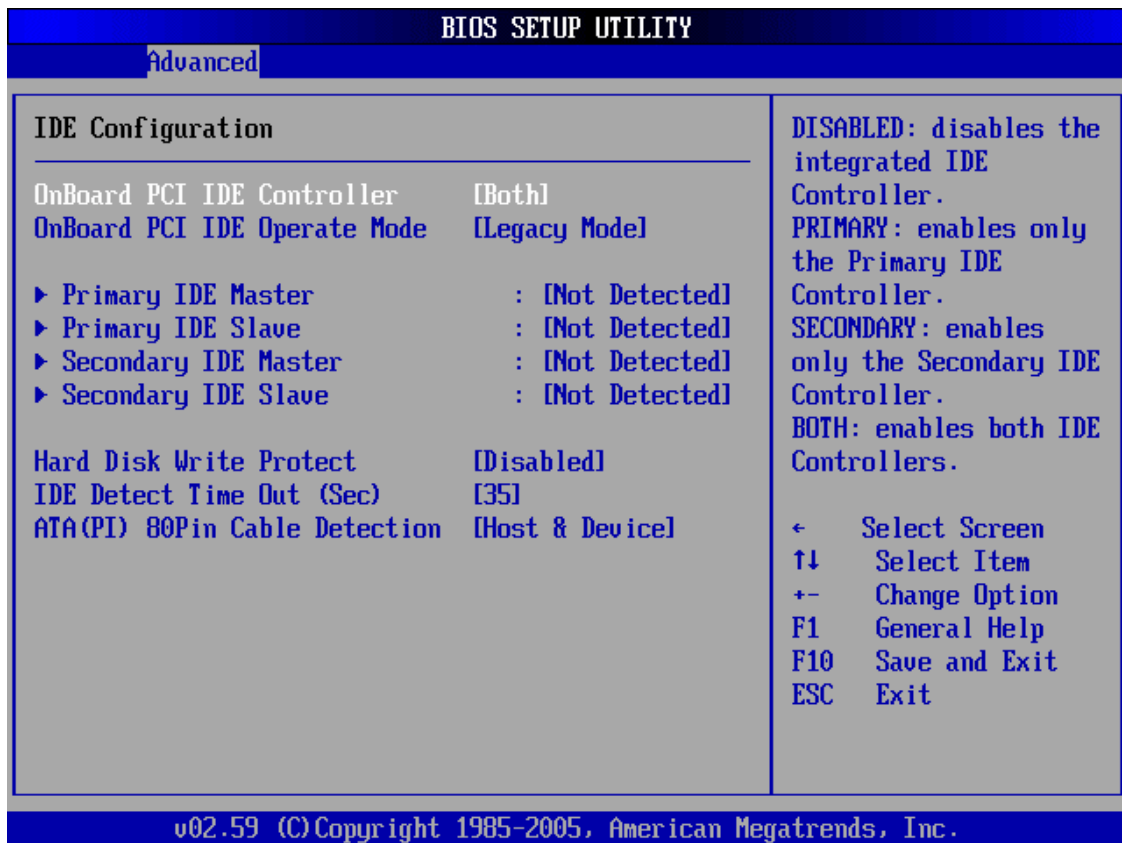 BIOS SETUP UTILITY
Advanced
IDE Configuration
OnBoard PCI IDE Controller [Both]
OnBoard PCI IDE Operate Mode [Legacy Mode]
▶ Primary IDE Master : [Not Detected]
▶ Primary IDE Slave : [Not Detected]
▶ Secondary IDE Master : [Not Detected]
▶ Secondary IDE Slave : [Not Detected]
Hard Disk Write Protect [Disabled]
IDE Detect Time Out (Sec) [35]
ATA(PI) 80Pin Cable Detection [Host & Device]
DISABLED: disables the
integrated IDE
Controller.
PRIMARY: enables only
the Primary IDE
Controller.
SECONDARY: enables
only the Secondary IDE
Controller.
BOTH: enables both IDE
Controllers.
← Select Screen
↑↓ Select Item
+- Change Option
F1 General Help
F10 Save and Exit
ESC Exit
v02.59 (C)Copyright 1985-2005, American Megatrends, Inc.